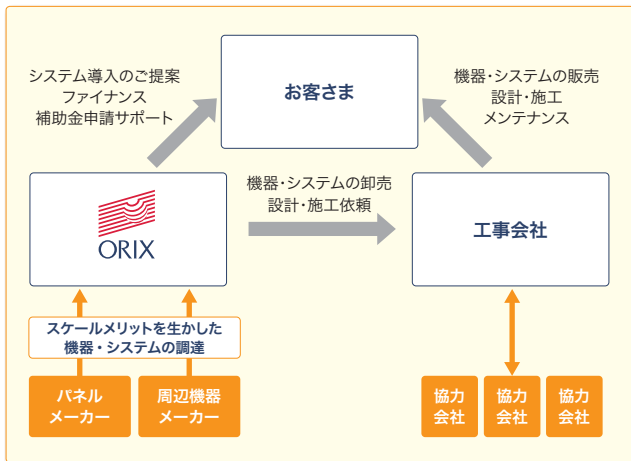 システム導入のご提案
ファイナンス
補助金申請サポート
お客さま
機器・システムの販売
設計・施工
メンテナンス
ORIX
機器・システムの卸売
設計・施工依頼
工事会社
スケールメリットを生かした
機器・システムの調達
パネル
メーカー
周辺機器
メーカー
協力
会社
協力
会社
協力
会社